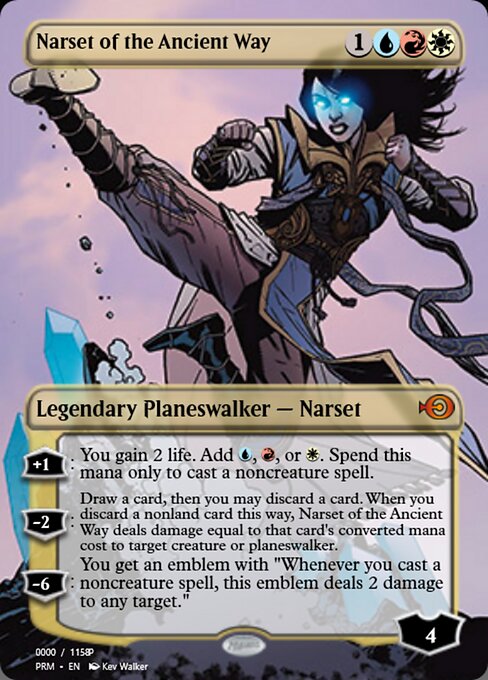 Narset of the Ancient Way
1
Legendary Planeswalker — Narset
+1
: You gain 2 life. Add , , or . Spend this
mana only to cast a noncreature spell.
-2
: Draw a card, then you may discard a card. When you
discard a nonland card this way, Narset of the Ancient
Way deals damage equal to that card's converted mana
cost to target creature or planeswalker.
-6
: You get an emblem with "Whenever you cast a
noncreature spell, this emblem deals 2 damage
to any target."
4
0000 / 1158P
PRM • EN Kev Walker